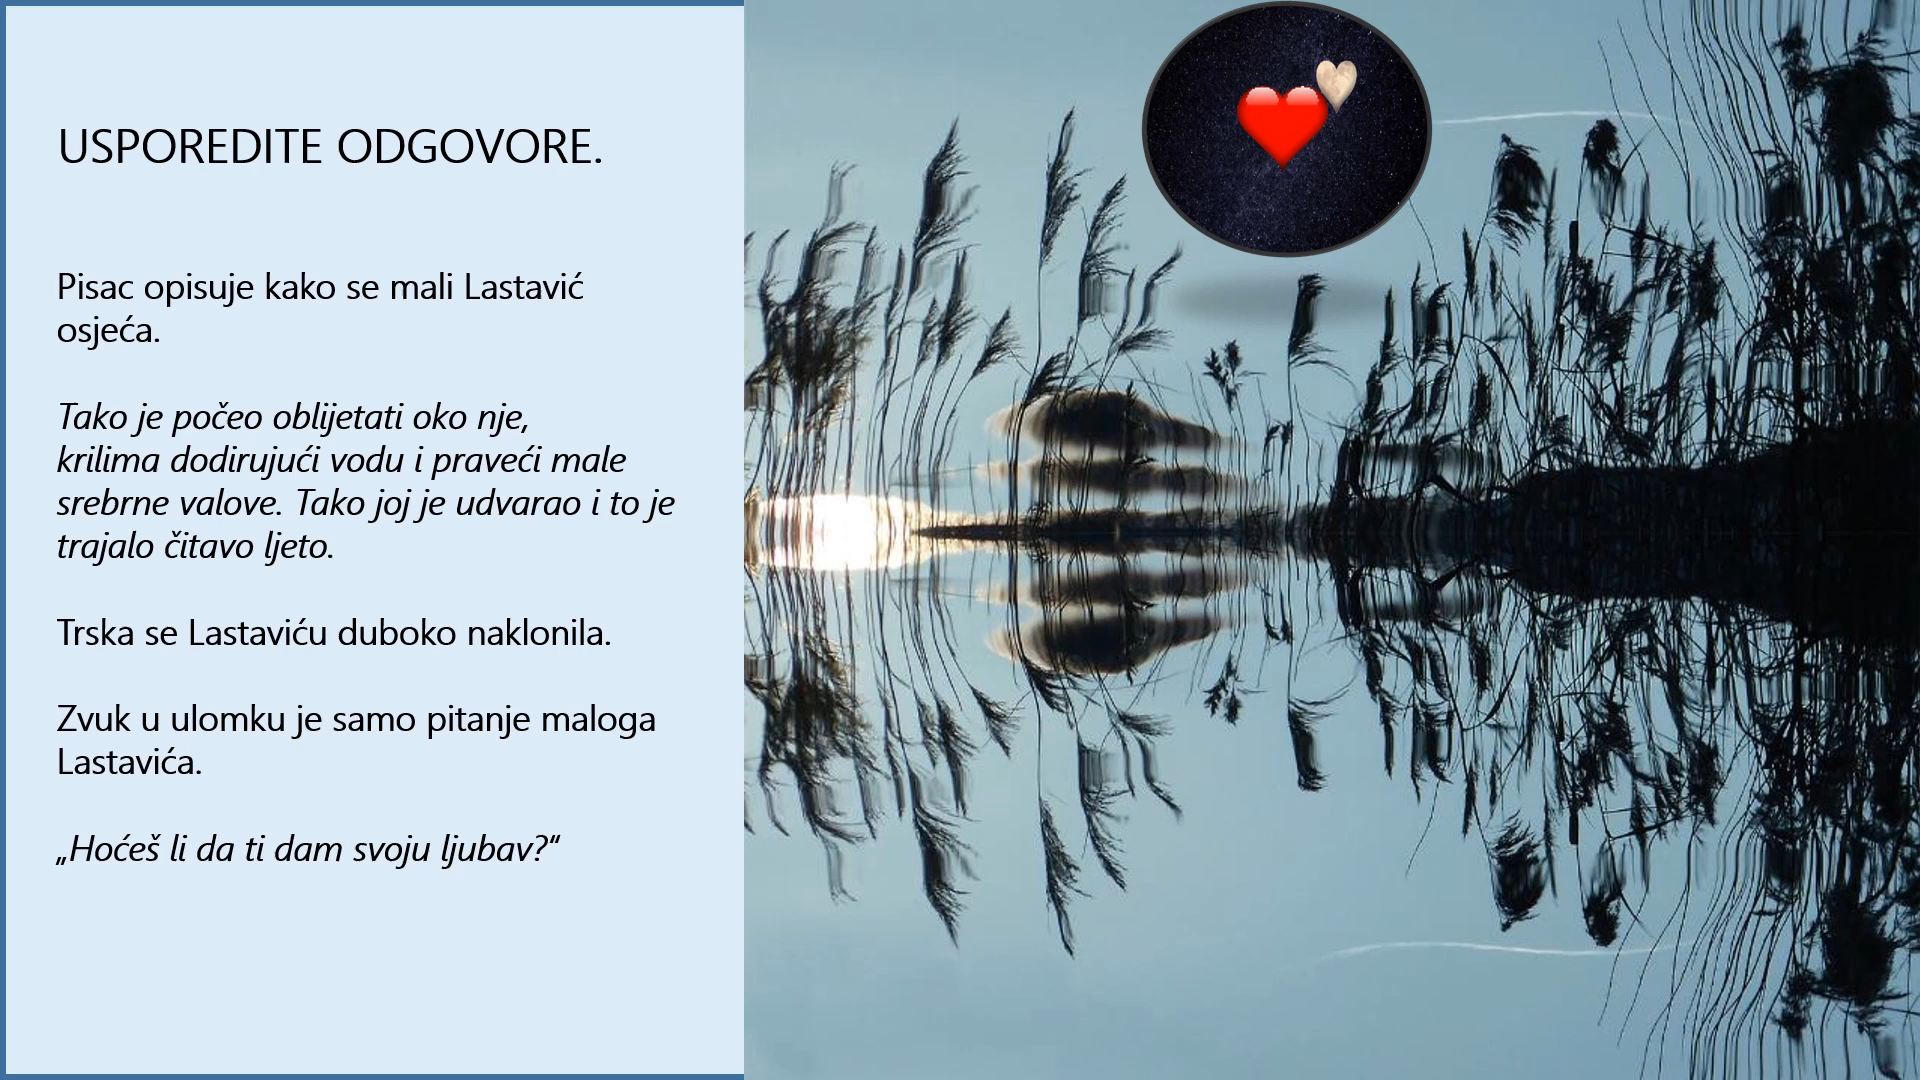 USPOREDITE ODGOVORE.
Pisac opisuje kako se mali Lastavić
osjeća.
Tako je počeo oblijetati oko nje,
krilima dodirujući vodu i praveći male
srebrne valove. Tako joj je udvarao i to je
trajalo čitavo ljeto.
Trska se Lastaviću duboko naklonila.
Zvuk u ulomku je samo pitanje maloga
Lastavića.
„Hoćeš li da ti dam svoju ljubav?“